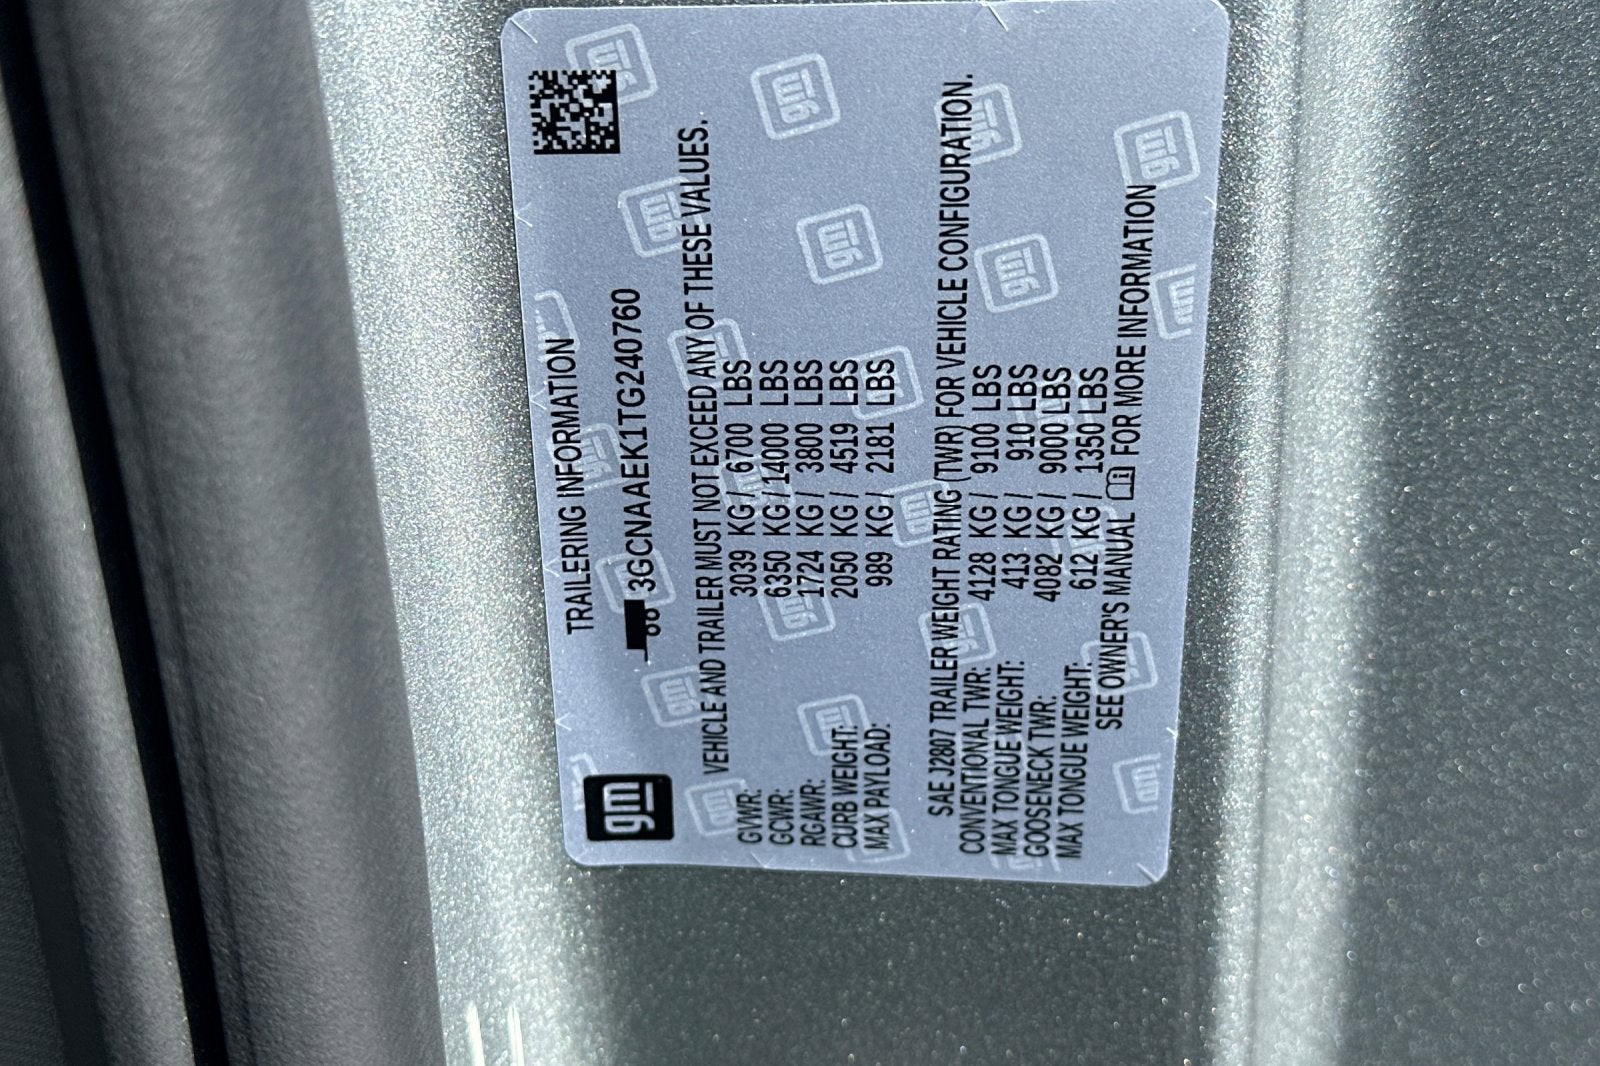 gm
TRAILERING INFORMATION
3GCNAAEK1TG240760
VEHICLE AND TRAILER MUST NOT EXCEED ANY OF THESE VALUES.
GVWR: 3039 KG / 6700 LBS
GCWR: 6350 KG / 14000 LBS
RGAWR: 1724 KG / 3800 LBS
CURB WEIGHT: 2050 KG / 4519 LBS
MAX PAYLOAD: 989 KG / 2181 LBS
SAE J2807 TRAILER WEIGHT RATING (TWR) FOR VEHICLE CONFIGURATION.
CONVENTIONAL TWR: 4128 KG / 9100 LBS
MAX TONGUE WEIGHT: 413 KG / 910 LBS
GOOSENECK TWR: 4082 KG / 9000 LBS
MAX TONGUE WEIGHT: 612 KG / 1350 LBS
SEE OWNER'S MANUAL FOR MORE INFORMATION